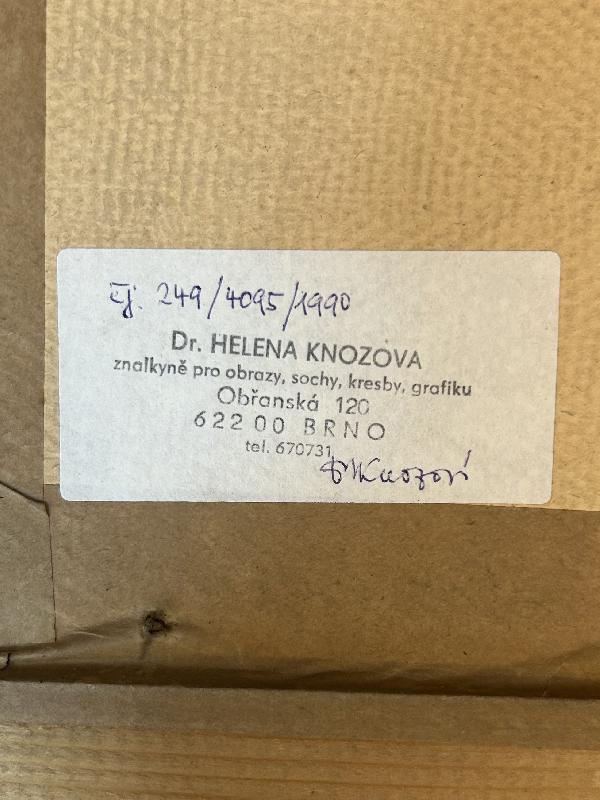 čj. 249/4095/1990
Dr. HELENA KNOZOVA
znalkyně pro obrazy, sochy, kresby, grafiku
Obřanská 120
622 00 BRNO
tel. 670731
Knozová